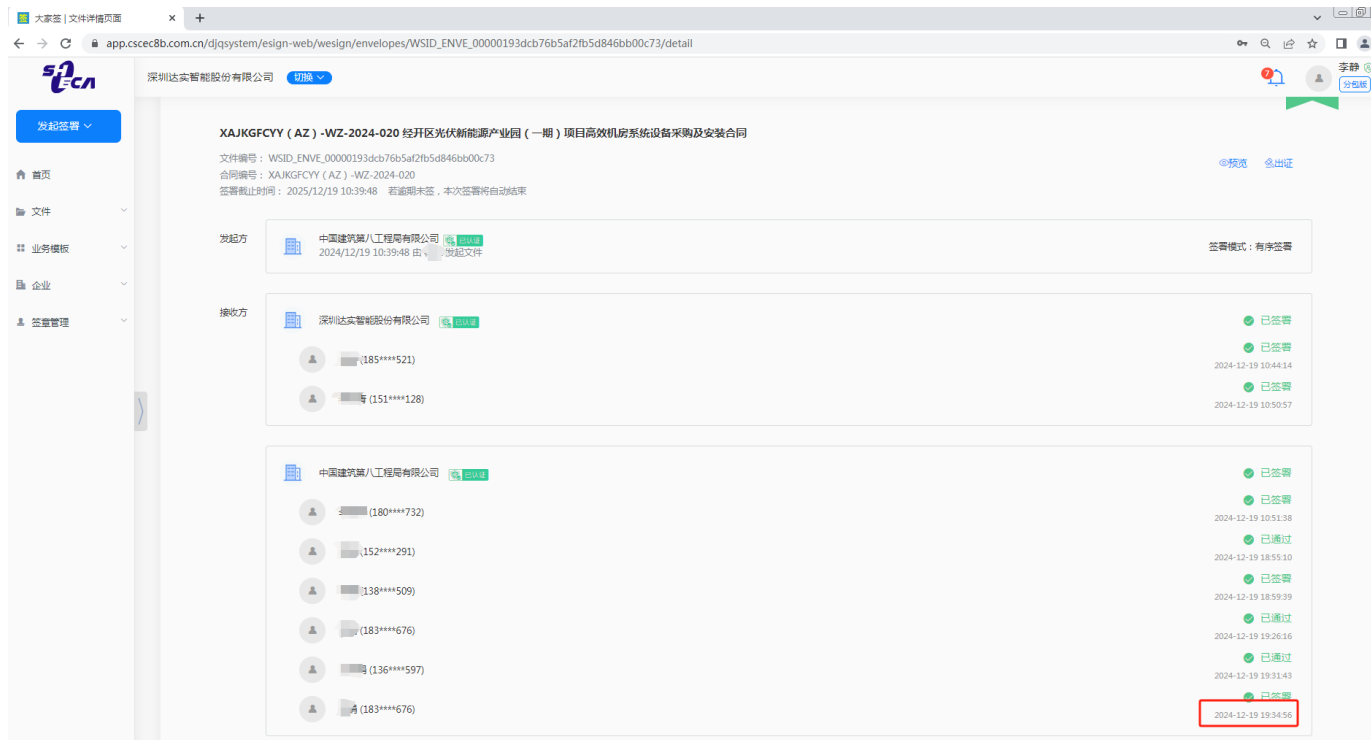 大家签 | 文件详情页面
app.cscec8b.com.cn/djqsystem/esign-web/wesign/envelopes/WSID_ENVE_00000193dcb76b5af2fb5d846bb00c73/detail
深圳达实智能股份有限公司 切换
7 李静
分包版
发起签署
首页
文件
业务模板
企业
签章管理
XAJKGFCYY（AZ）-WZ-2024-020 经开区光伏新能源产业园（一期）项目高效机房系统设备采购及安装合同
文件编号： WSID_ENVE_00000193dcb76b5af2fb5d846bb00c73
合同编号： XAJKGFCYY（AZ）-WZ-2024-020
签署截止时间： 2025/12/19 10:39:48 若逾期未签，本次签署将自动结束
预览 出证
发起方
中国建筑第八工程局有限公司 已认证
2024/12/19 10:39:48 由 发起文件
签署模式：有序签署
接收方
深圳达实智能股份有限公司 已认证 已签署
(185****521) 已签署
2024-12-19 10:44:14
(151****128) 已签署
2024-12-19 10:50:57
中国建筑第八工程局有限公司 已认证 已签署
(180****732) 已签署
2024-12-19 10:51:38
(152****291) 已通过
2024-12-19 18:55:10
(138****509) 已签署
2024-12-19 18:59:39
(183****676) 已通过
2024-12-19 19:26:16
(136****597) 已通过
2024-12-19 19:31:43
(183****676) 已签署
2024-12-19 19:34:56